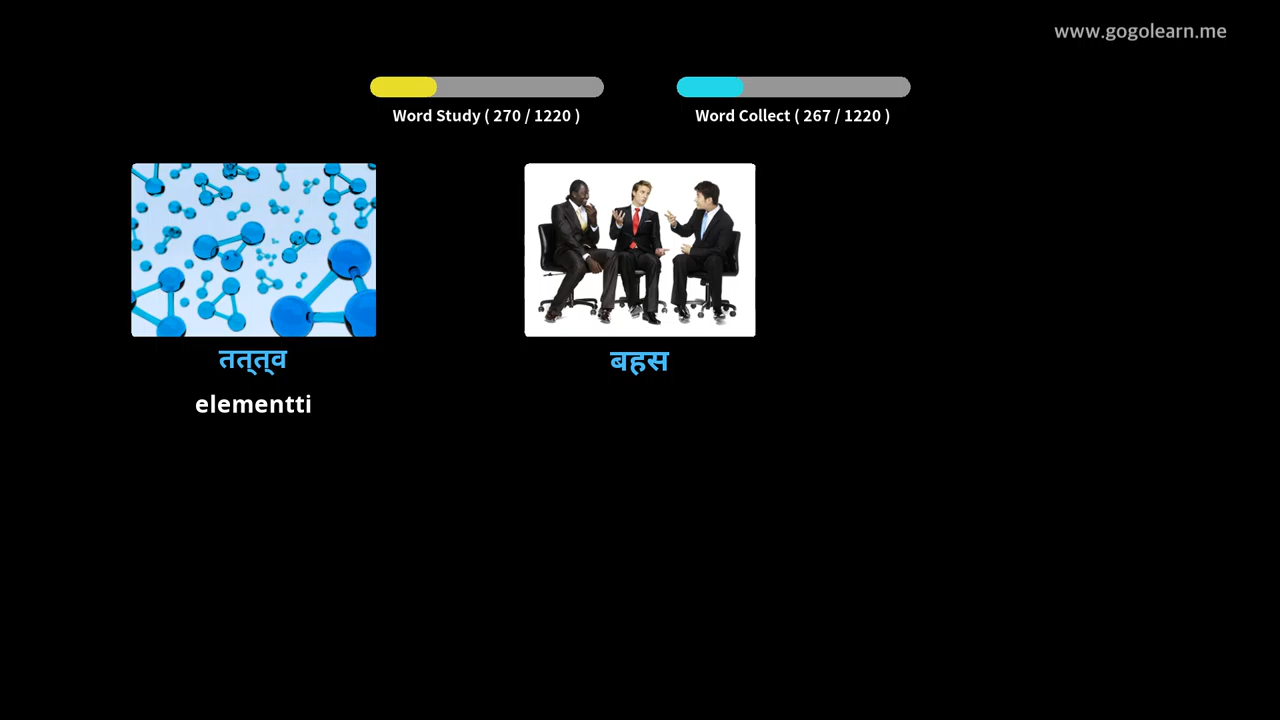 www.gogolearn.me
Word Study ( 270 / 1220 )
Word Collect ( 267 / 1220 )
तत्त्व
बहस
elementti